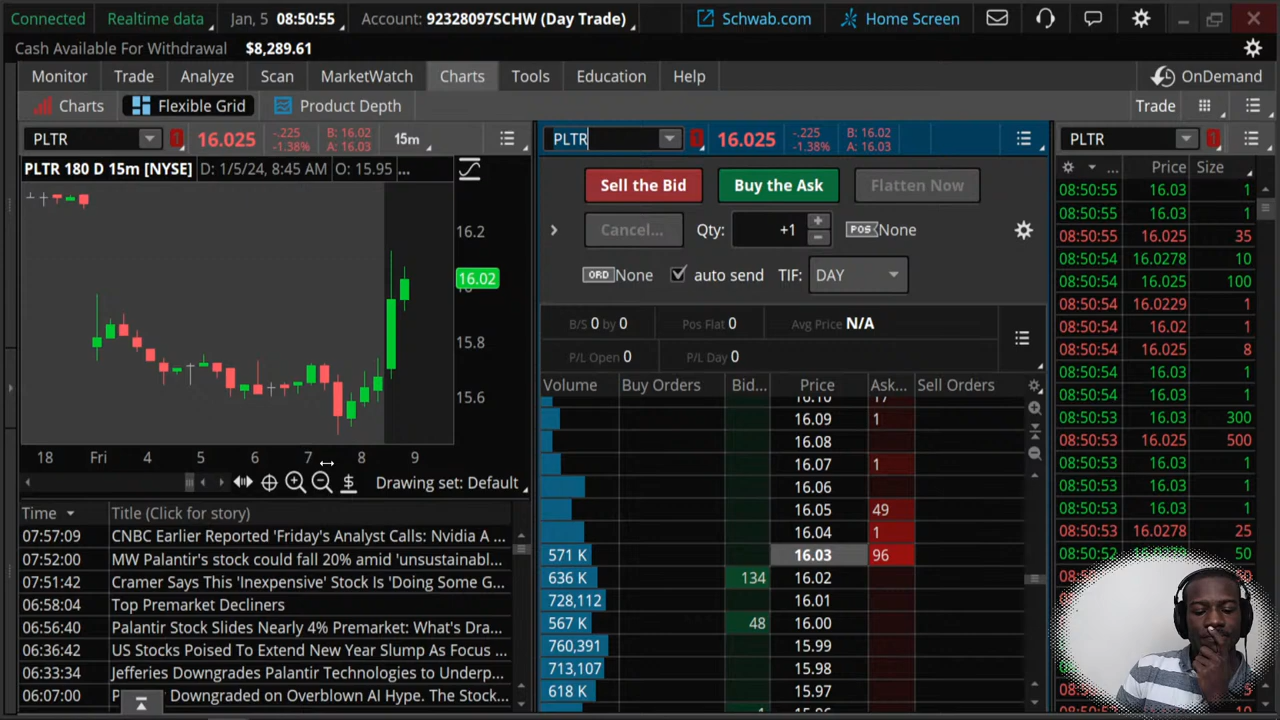 Connected Realtime data Jan, 5 08:50:55 Account: 92328097SCHW (Day Trade) Schwab.com Home Screen
Cash Available For Withdrawal $8,289.61
Monitor Trade Analyze Scan MarketWatch Charts Tools Education Help OnDemand
Charts Flexible Grid Product Depth Trade
PLTR 1 16.025 -.225 -1.38% B: 16.02 A: 16.03 15m
PLTR 180 D 15m [NYSE] D: 1/5/24, 8:45 AM O: 15.95 ...
16.2
16.02
15.8
15.6
18 Fri 4 5 6 7 8 9
Drawing set: Default
Time Title (Click for story)
07:57:09 CNBC Earlier Reported 'Friday's Analyst Calls: Nvidia A ...
07:52:00 MW Palantir's stock could fall 20% amid 'unsustainabl...
07:51:42 Cramer Says This 'Inexpensive' Stock Is 'Doing Some G...
06:58:04 Top Premarket Decliners
06:56:40 Palantir Stock Slides Nearly 4% Premarket: What's Dra...
06:36:42 US Stocks Poised To Extend New Year Slump As Focus ...
06:33:34 Jefferies Downgrades Palantir Technologies to Underp...
06:07:00 Downgraded on Overblown AI Hype. The Stock...
PLTR 1 16.025 -.225 -1.38% B: 16.02 A: 16.03
Sell the Bid Buy the Ask Flatten Now
Cancel... Qty: +1 POS None
ORD None auto send TIF: DAY
B/S 0 by 0 Pos Flat 0 Avg Price N/A
P/L Open 0 P/L Day 0
Volume Buy Orders Bid... Price Ask... Sell Orders
16.10 17
16.09 1
16.08
16.07 1
16.06
16.05 49
16.04 1
571 K 16.03 96
636 K 134 16.02
728,112 16.01
567 K 48 16.00
760,391 15.99
713,107 15.98
618 K 15.97
PLTR 1
... Price Size
08:50:55 16.03 1
08:50:55 16.03 1
08:50:55 16.025 35
08:50:55 16.0278 10
08:50:55 16.025 100
08:50:54 16.0229 1
08:50:54 16.02 1
08:50:54 16.025 8
08:50:54 16.03 1
08:50:54 16.03 1
08:50:53 16.03 300
08:50:53 16.025 500
08:50:53 16.03 1
08:50:53 16.03 1
08:50:53 16.03 1
08:50:53 16.0278 25
08:50:52 16.0278 50